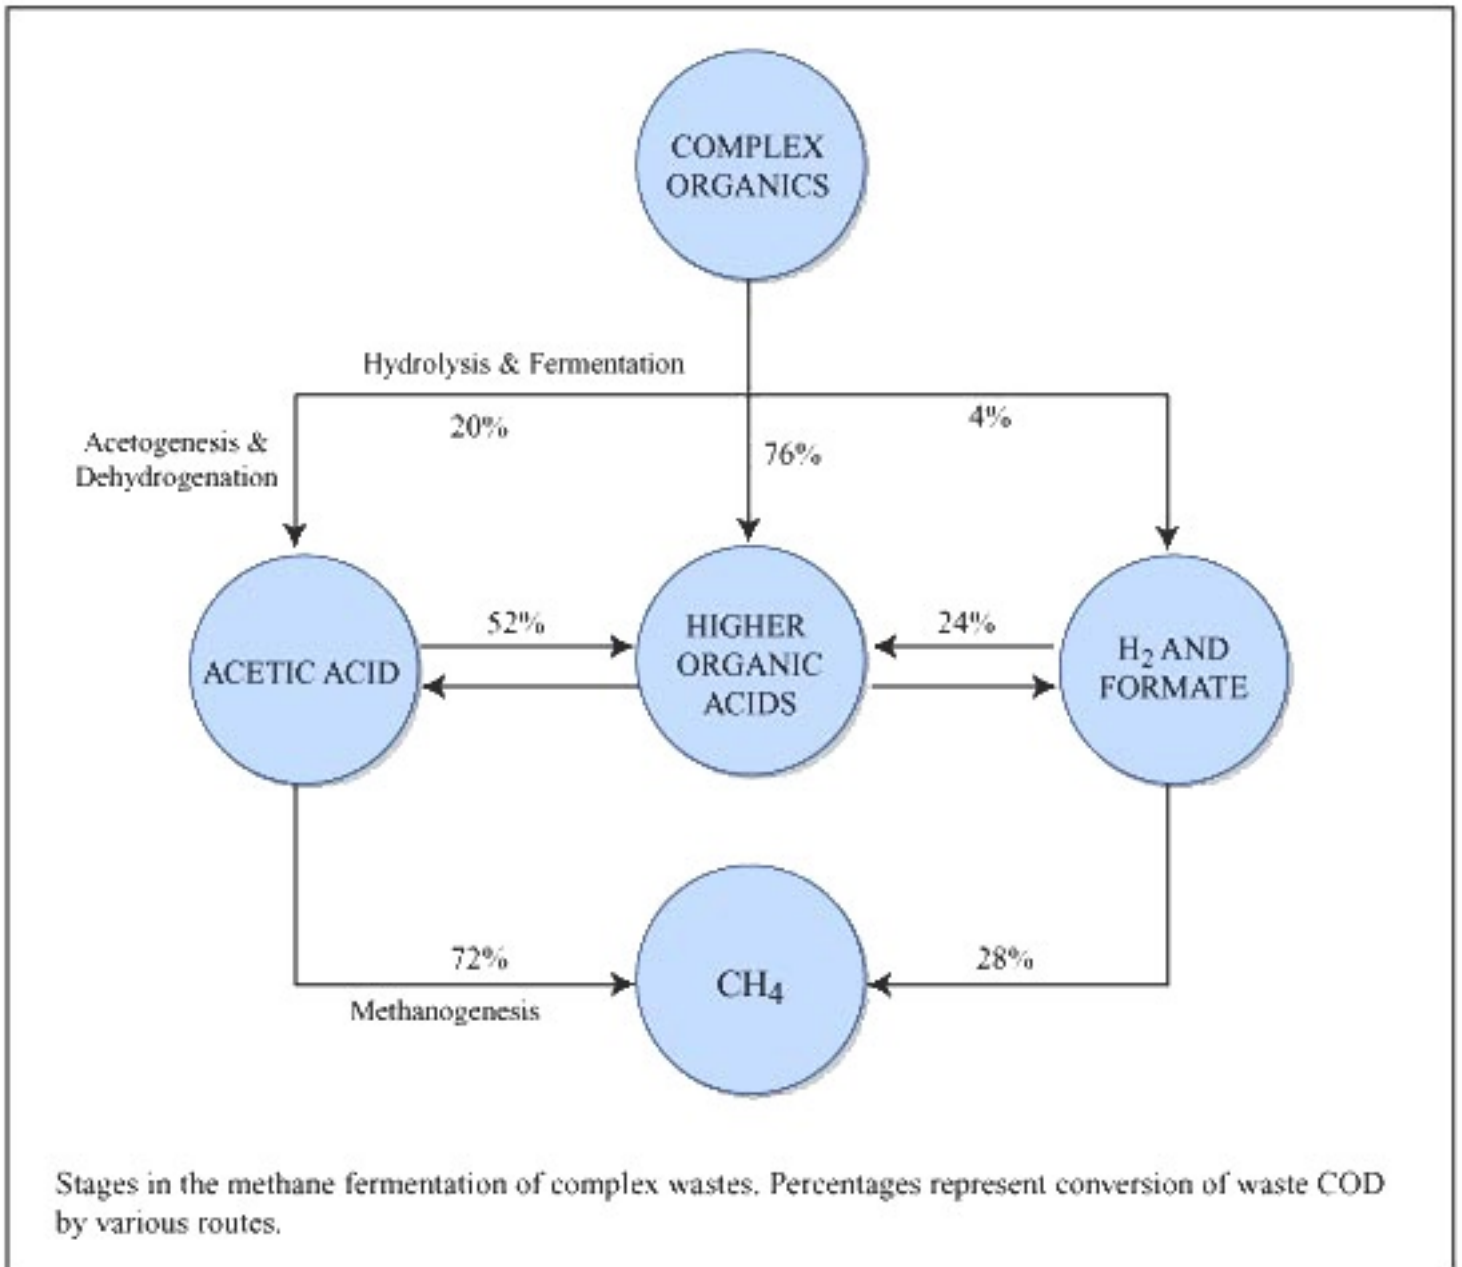 COMPLEX
ORGANICS
Hydrolysis & Fermentation
20%
4%
Acetogenesis &
Dehydrogenation
76%
52%
24%
ACETIC ACID
HIGHER
ORGANIC
ACIDS
H₂ AND
FORMATE
72%
28%
CH₄
Methanogenesis
Stages in the methane fermentation of complex wastes. Percentages represent conversion of waste COD
by various routes.